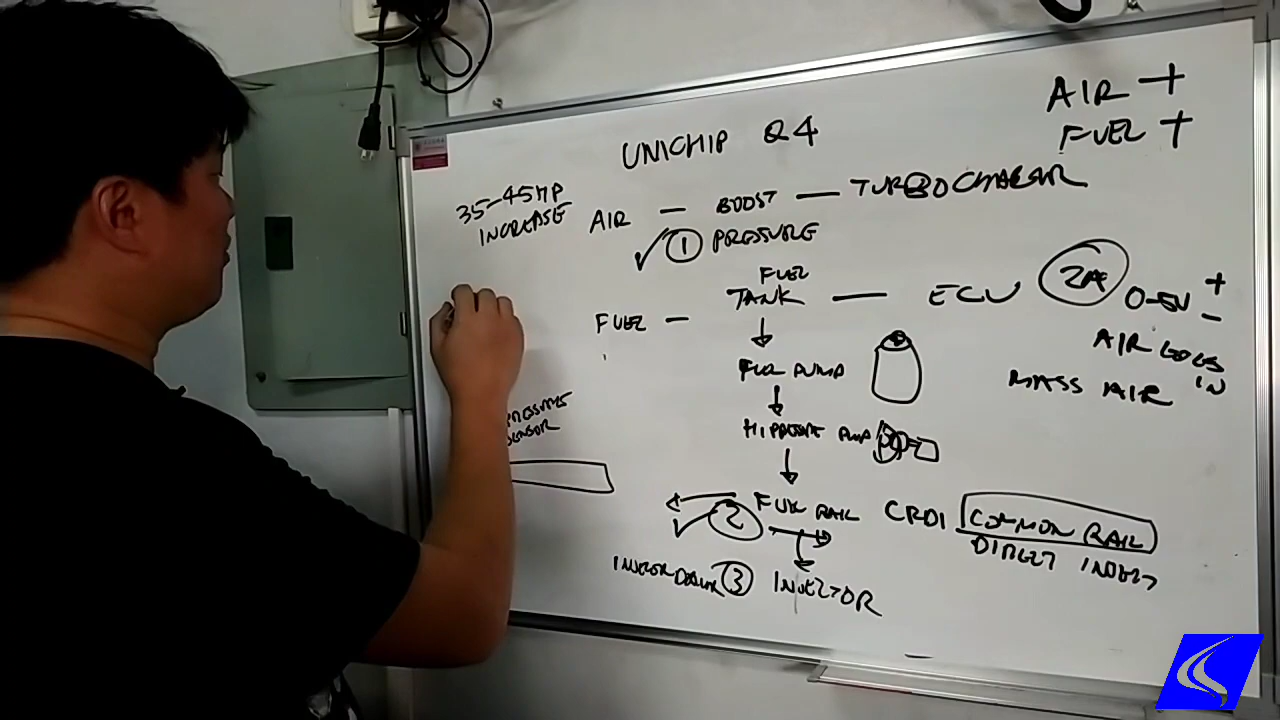 AIR +
FUEL +
UNICHIP Q4
35-45HP
INCREASE
AIR — BOOST — TURBOCHARGER
① PRESSURE
FUEL
TANK — ECU
2A
0-5V + -
FUEL —
AIR GOES
IN
MASS AIR
FUEL PUMP
HI PRESSURE PUMP
PRESSURE
SENSOR
② FUEL RAIL CRDI COMMON RAIL
DIRECT INJECT
③ INJECTOR